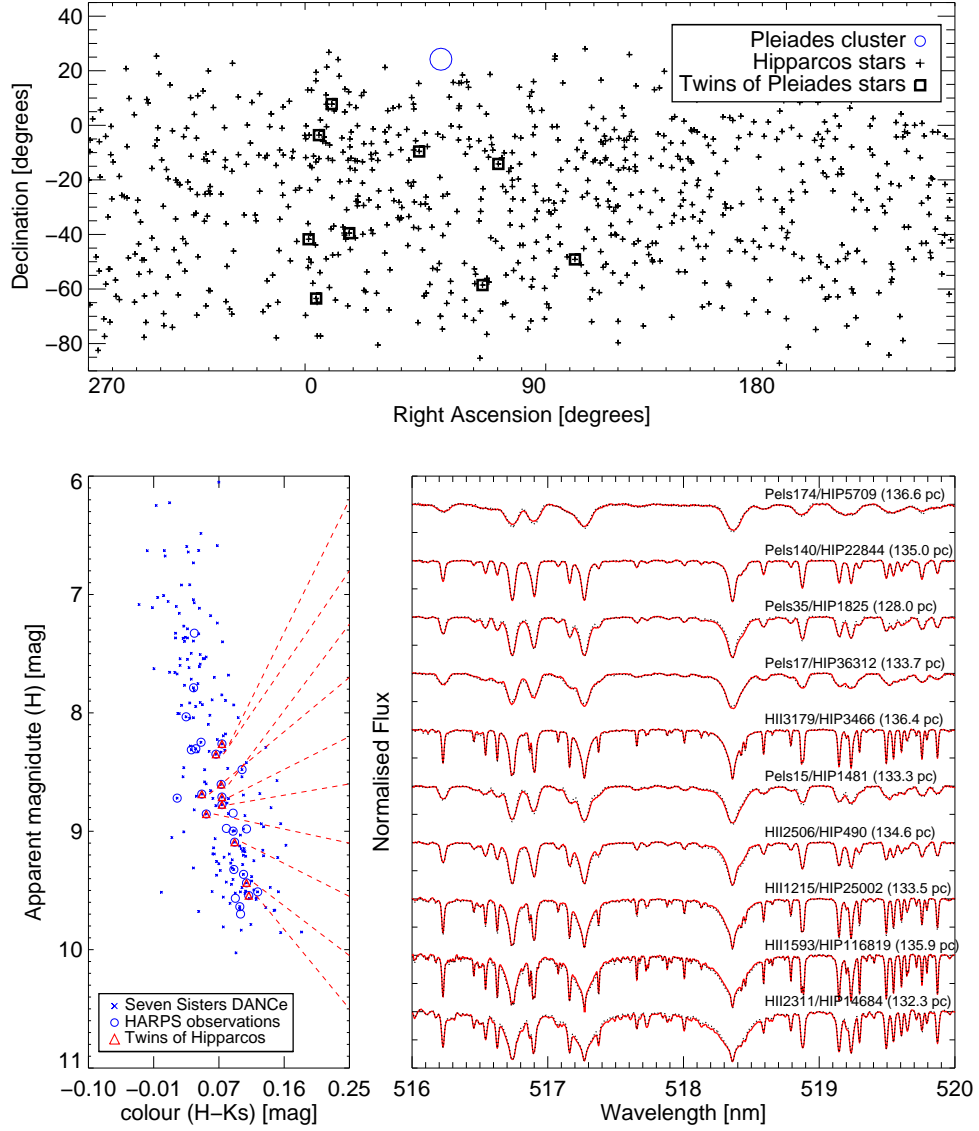 40
20
0
−20
−40
−60
−80
Declination [degrees]
Pleiades cluster
Hipparcos stars
Twins of Pleiades stars
270
0
90
180
Right Ascension [degrees]
6
7
8
9
10
11
Apparent magnidute (H) [mag]
Seven Sisters DANCe
HARPS observations
Twins of Hipparcos
−0.10
−0.01
0.07
0.16
0.25
colour (H−Ks) [mag]
Normalised Flux
Pels174/HIP5709 (136.6 pc)
Pels140/HIP22844 (135.0 pc)
Pels35/HIP1825 (128.0 pc)
Pels17/HIP36312 (133.7 pc)
HII3179/HIP3466 (136.4 pc)
Pels15/HIP1481 (133.3 pc)
HII2506/HIP490 (134.6 pc)
HII1215/HIP25002 (133.5 pc)
HII1593/HIP116819 (135.9 pc)
HII2311/HIP14684 (132.3 pc)
516
517
518
519
520
Wavelength [nm]